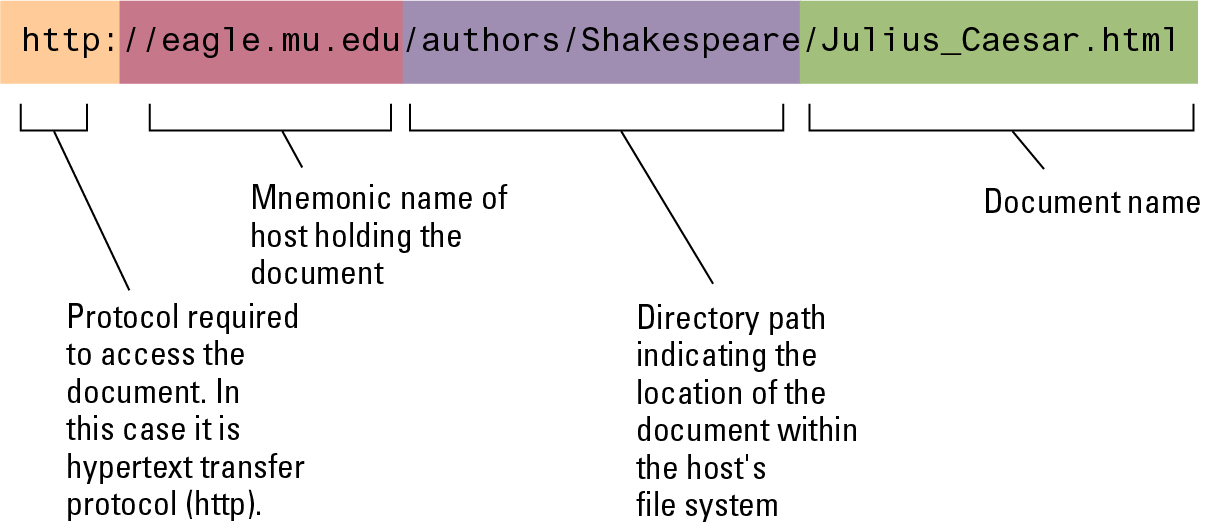 http://eagle.mu.edu/authors/Shakespeare/Julius_Caesar.html
Mnemonic name of
host holding the
document
Document name
Protocol required
to access the
document. In
this case it is
hypertext transfer
protocol (http).
Directory path
indicating the
location of the
document within
the host's
file system